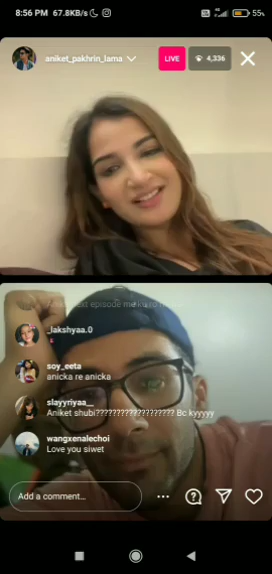 8:56 PM 67.8KB/s
55%
aniket_pakhrin_lama
LIVE
4,336
_lakshyaa.0
soy_eeta
anicka re anicka
slayyriyaa__
Aniket shubi??????????????????? Bc kyyyyy
wangxenalechoi
Love you siwet
Add a comment...